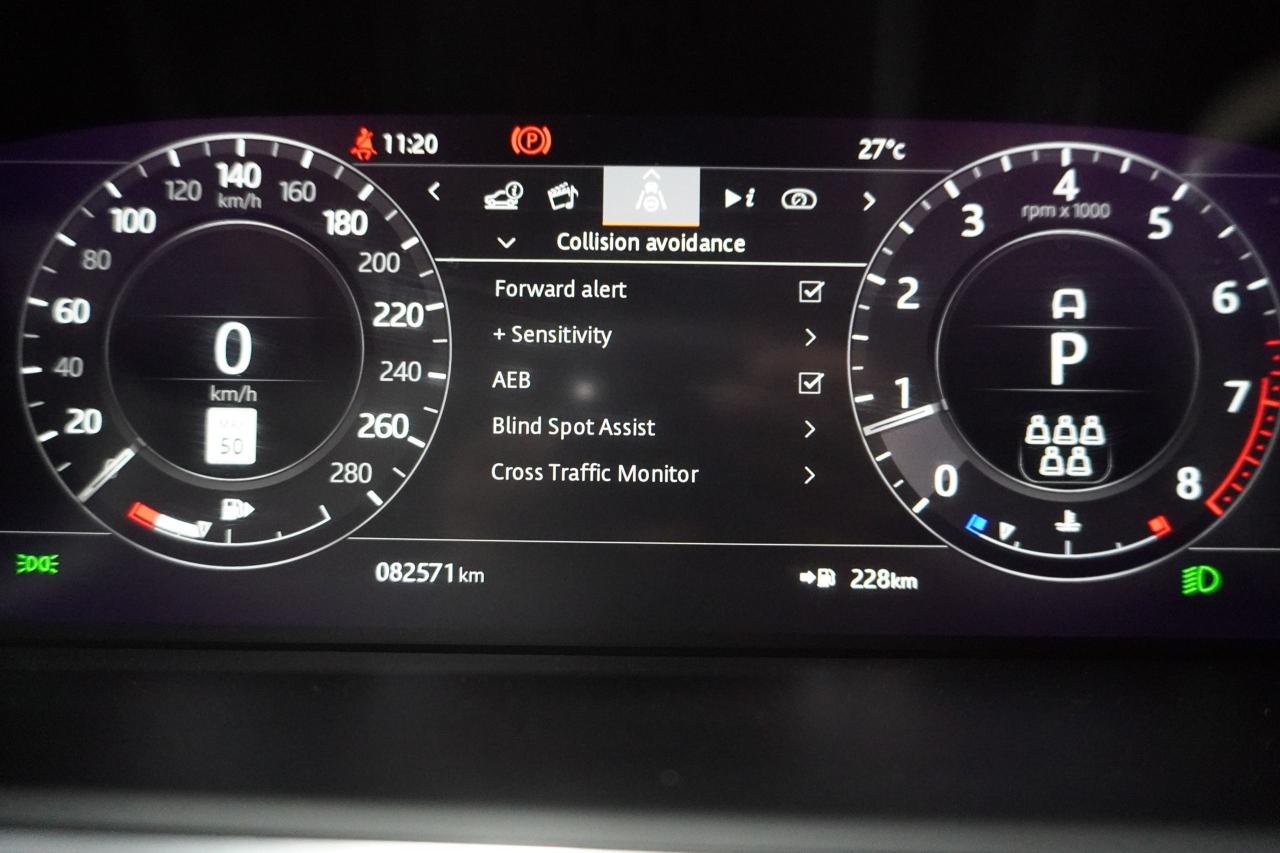 11:20
P
27°c
i
Collision avoidance
Forward alert
+ Sensitivity
AEB
Blind Spot Assist
Cross Traffic Monitor
20
40
60
80
100
120
140
km/h
160
180
200
220
240
260
280
0
km/h
MAX
50
0
1
2
3
4
rpm x 1000
5
6
7
8
P
082571 km
228km